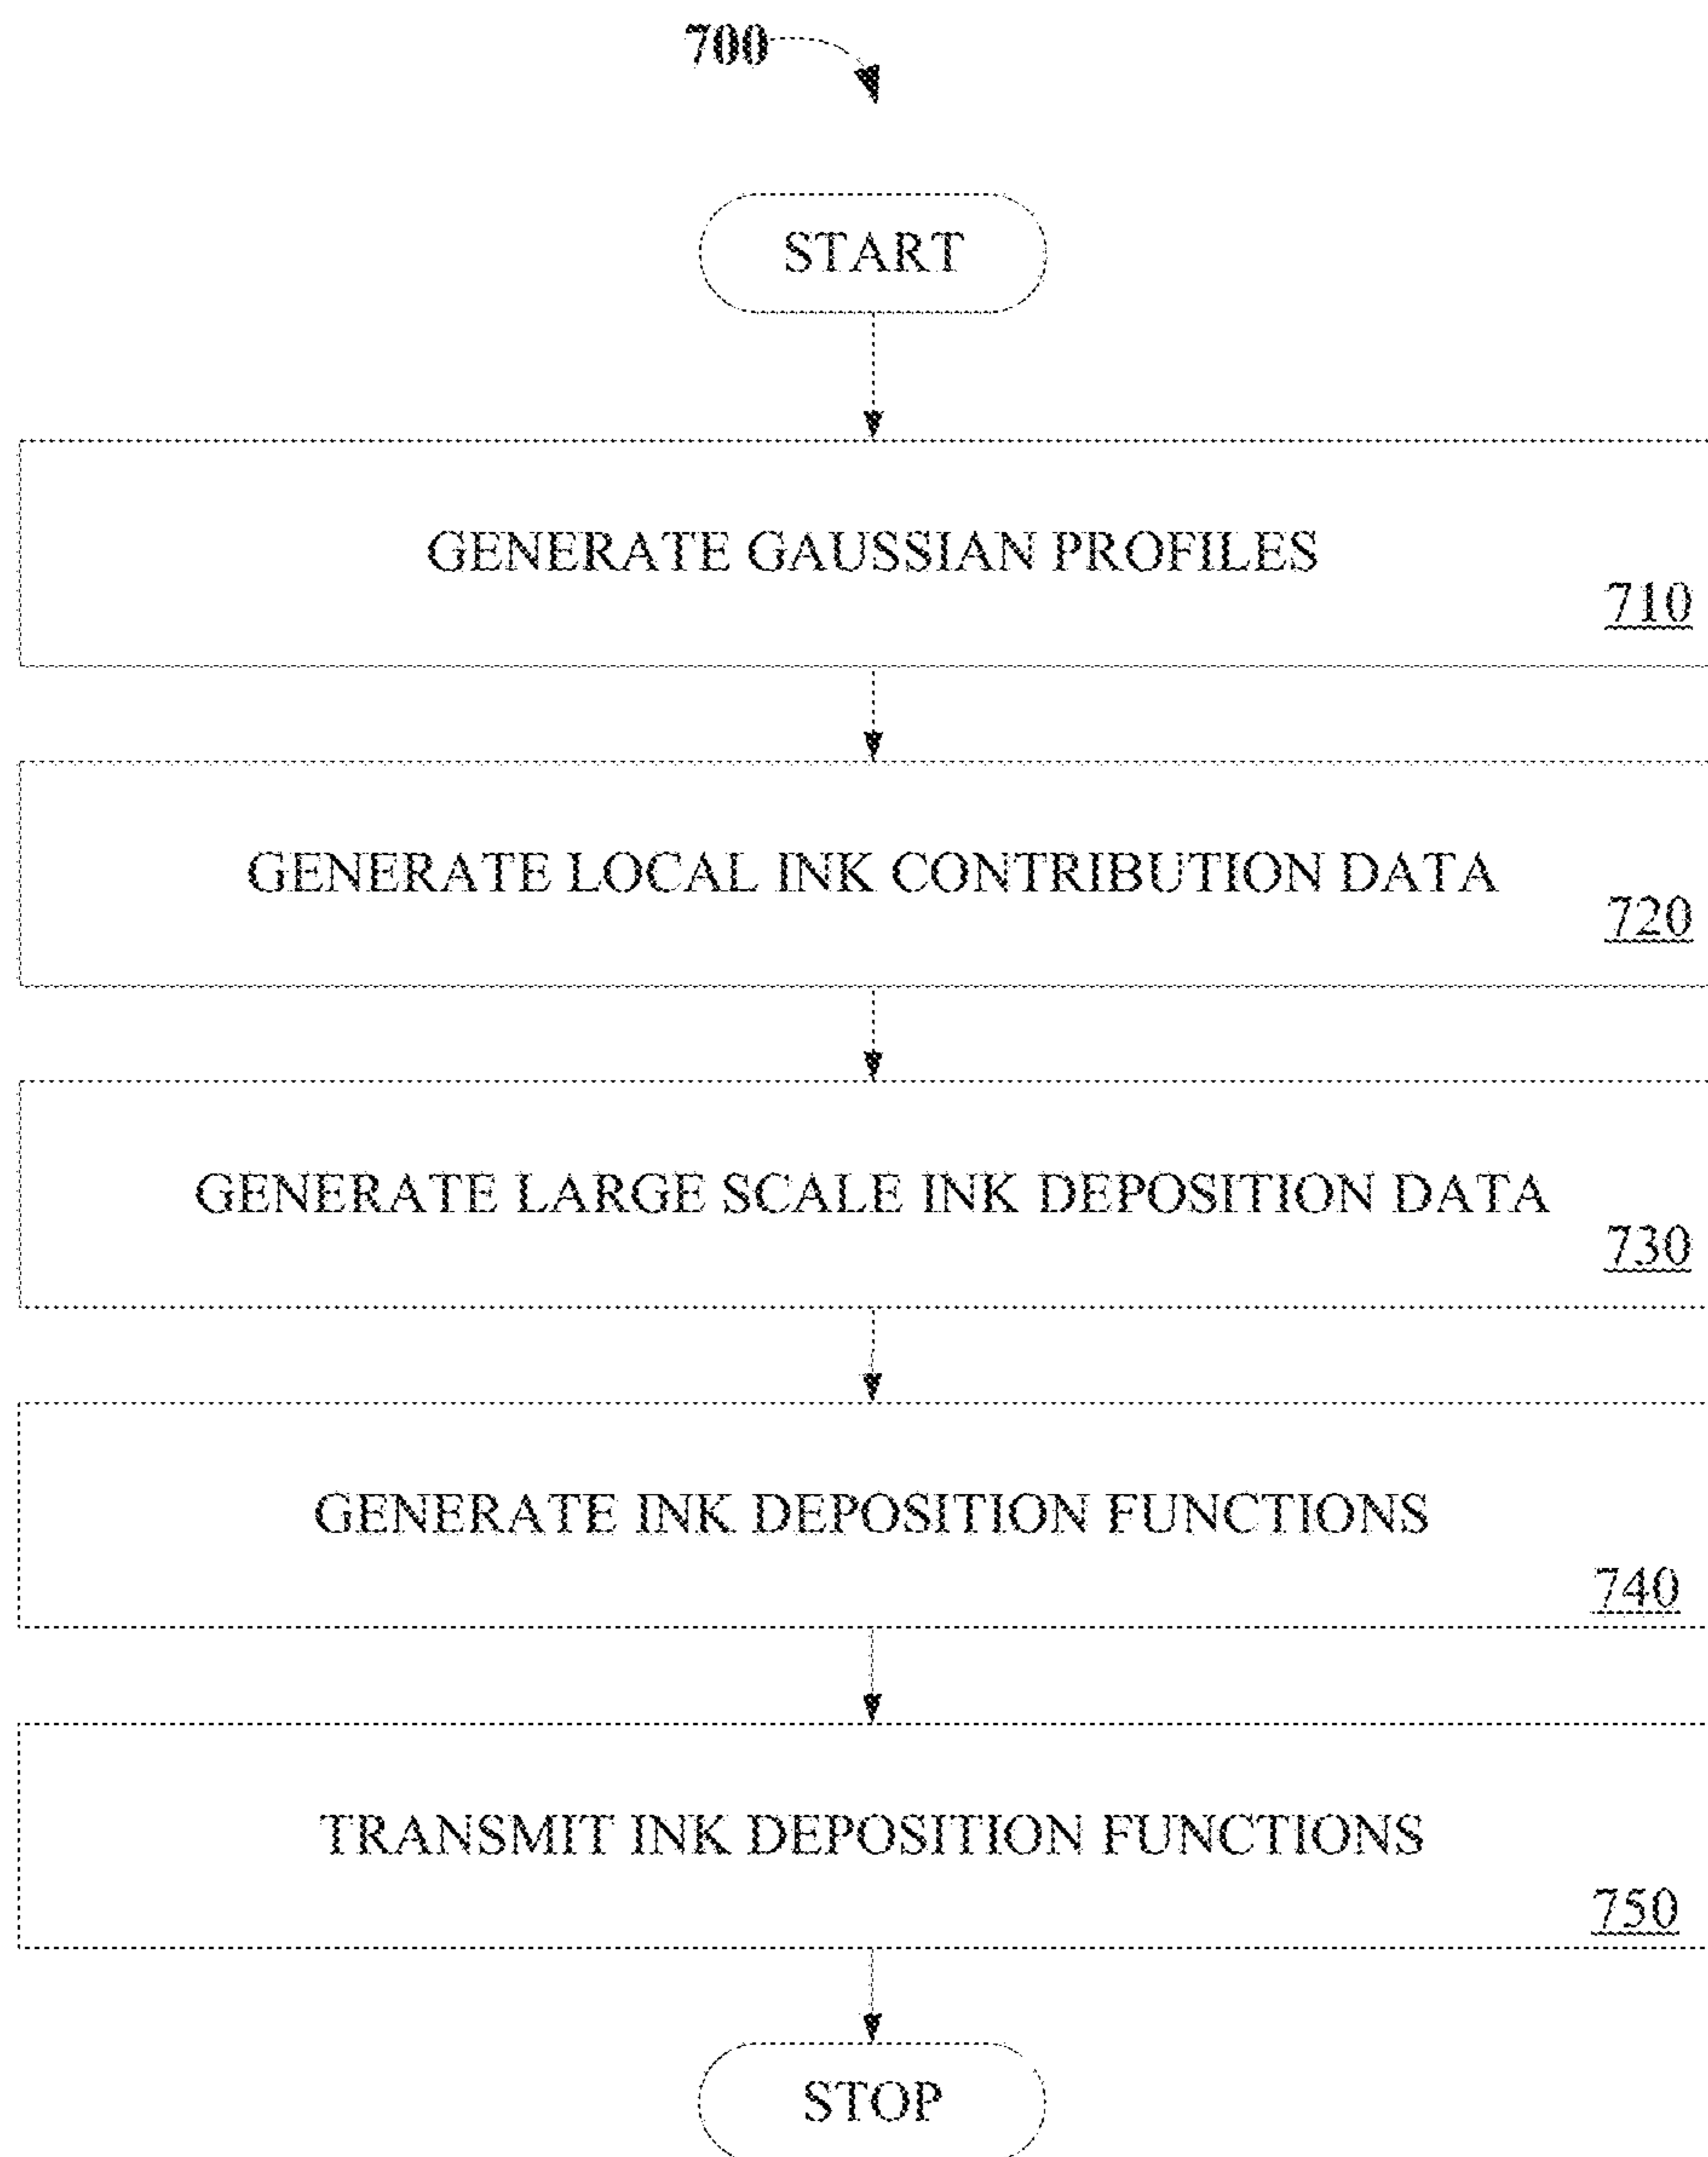 700
START
GENERATE GAUSSIAN PROFILES
710
GENERATE LOCAL INK CONTRIBUTION DATA
720
GENERATE LARGE SCALE INK DEPOSITION DATA
730
GENERATE INK DEPOSITION FUNCTIONS
740
TRANSMIT INK DEPOSITION FUNCTIONS
750
STOP